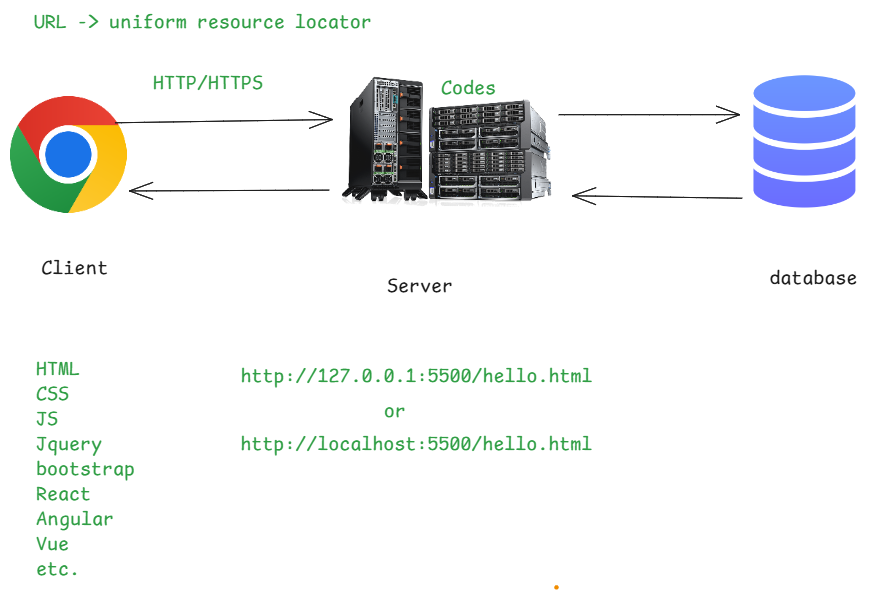 URL -> uniform resource locator
HTTP/HTTPS
Codes
Client
Server
database
HTML
CSS
JS
Jquery
bootstrap
React
Angular
Vue
etc.
http://127.0.0.1:5500/hello.html
or
http://localhost:5500/hello.html